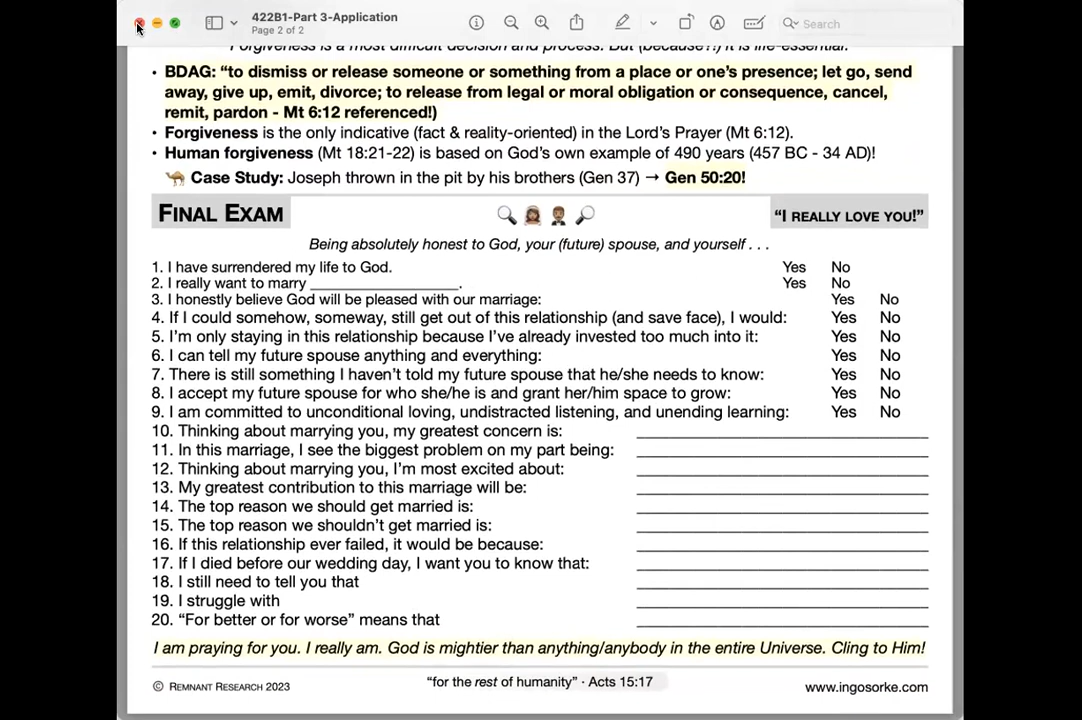 422B1-Part 3-Application
Page 2 of 2
Search
Forgiveness is a most difficult decision and process. But (because?!) it is life-essential.
• BDAG: “to dismiss or release someone or something from a place or one’s presence; let go, send
away, give up, emit, divorce; to release from legal or moral obligation or consequence, cancel,
remit, pardon - Mt 6:12 referenced!)
• Forgiveness is the only indicative (fact & reality-oriented) in the Lord’s Prayer (Mt 6:12).
• Human forgiveness (Mt 18:21-22) is based on God’s own example of 490 years (457 BC - 34 AD)!
🐪 Case Study: Joseph thrown in the pit by his brothers (Gen 37) → Gen 50:20!
FINAL EXAM
“I REALLY LOVE YOU!”
Being absolutely honest to God, your (future) spouse, and yourself . . .
1. I have surrendered my life to God. Yes No
2. I really want to marry __________________. Yes No
3. I honestly believe God will be pleased with our marriage: Yes No
4. If I could somehow, someway, still get out of this relationship (and save face), I would: Yes No
5. I’m only staying in this relationship because I’ve already invested too much into it: Yes No
6. I can tell my future spouse anything and everything: Yes No
7. There is still something I haven’t told my future spouse that he/she needs to know: Yes No
8. I accept my future spouse for who she/he is and grant her/him space to grow: Yes No
9. I am committed to unconditional loving, undistracted listening, and unending learning: Yes No
10. Thinking about marrying you, my greatest concern is:
11. In this marriage, I see the biggest problem on my part being:
12. Thinking about marrying you, I’m most excited about:
13. My greatest contribution to this marriage will be:
14. The top reason we should get married is:
15. The top reason we shouldn’t get married is:
16. If this relationship ever failed, it would be because:
17. If I died before our wedding day, I want you to know that:
18. I still need to tell you that
19. I struggle with
20. “For better or for worse” means that
I am praying for you. I really am. God is mightier than anything/anybody in the entire Universe. Cling to Him!
© REMNANT RESEARCH 2023
“for the rest of humanity” · Acts 15:17
www.ingosorke.com